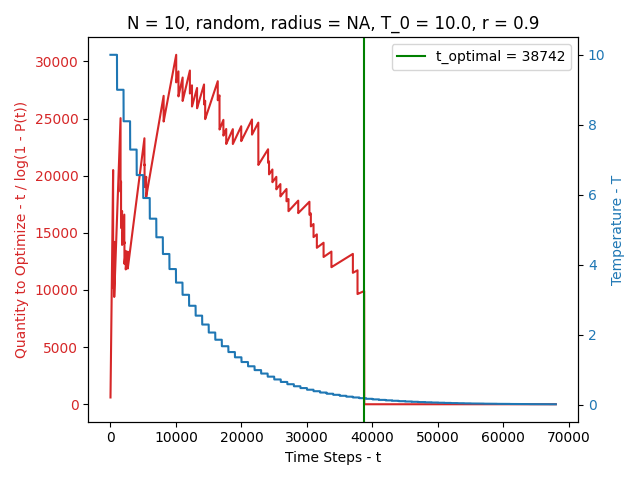 N = 10, random, radius = NA, T_0 = 10.0, r = 0.9
t_optimal = 38742
Quantity to Optimize - t / log(1 - P(t))
30000
25000
20000
15000
10000
5000
0
10
8
6
4
2
0
Temperature - T
0 10000 20000 30000 40000 50000 60000 70000
Time Steps - t